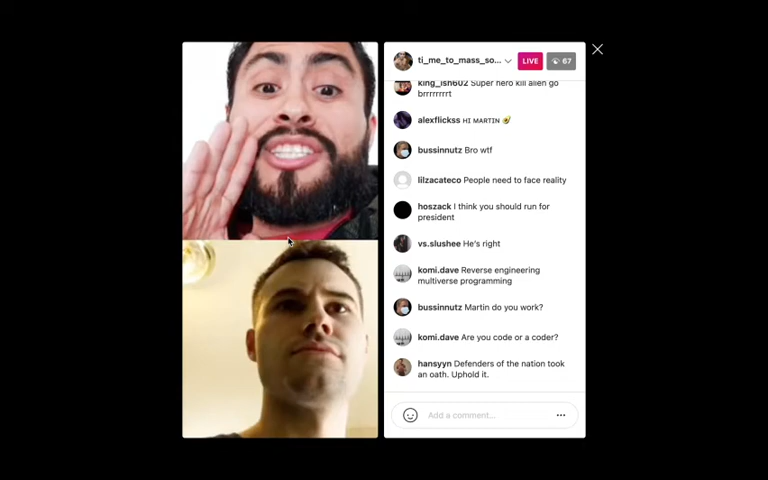 ti_me_to_mass_so...
LIVE
67
king_ish602 Super hero kill alien go
brrrrrrrt
alexflickss HI MARTIN
bussinnutz Bro wtf
lilzacateco People need to face reality
hoszack I think you should run for
president
vs.slushee He's right
komi.dave Reverse engineering
multiverse programming
bussinnutz Martin do you work?
komi.dave Are you code or a coder?
hansyyn Defenders of the nation took
an oath. Uphold it.
Add a comment...